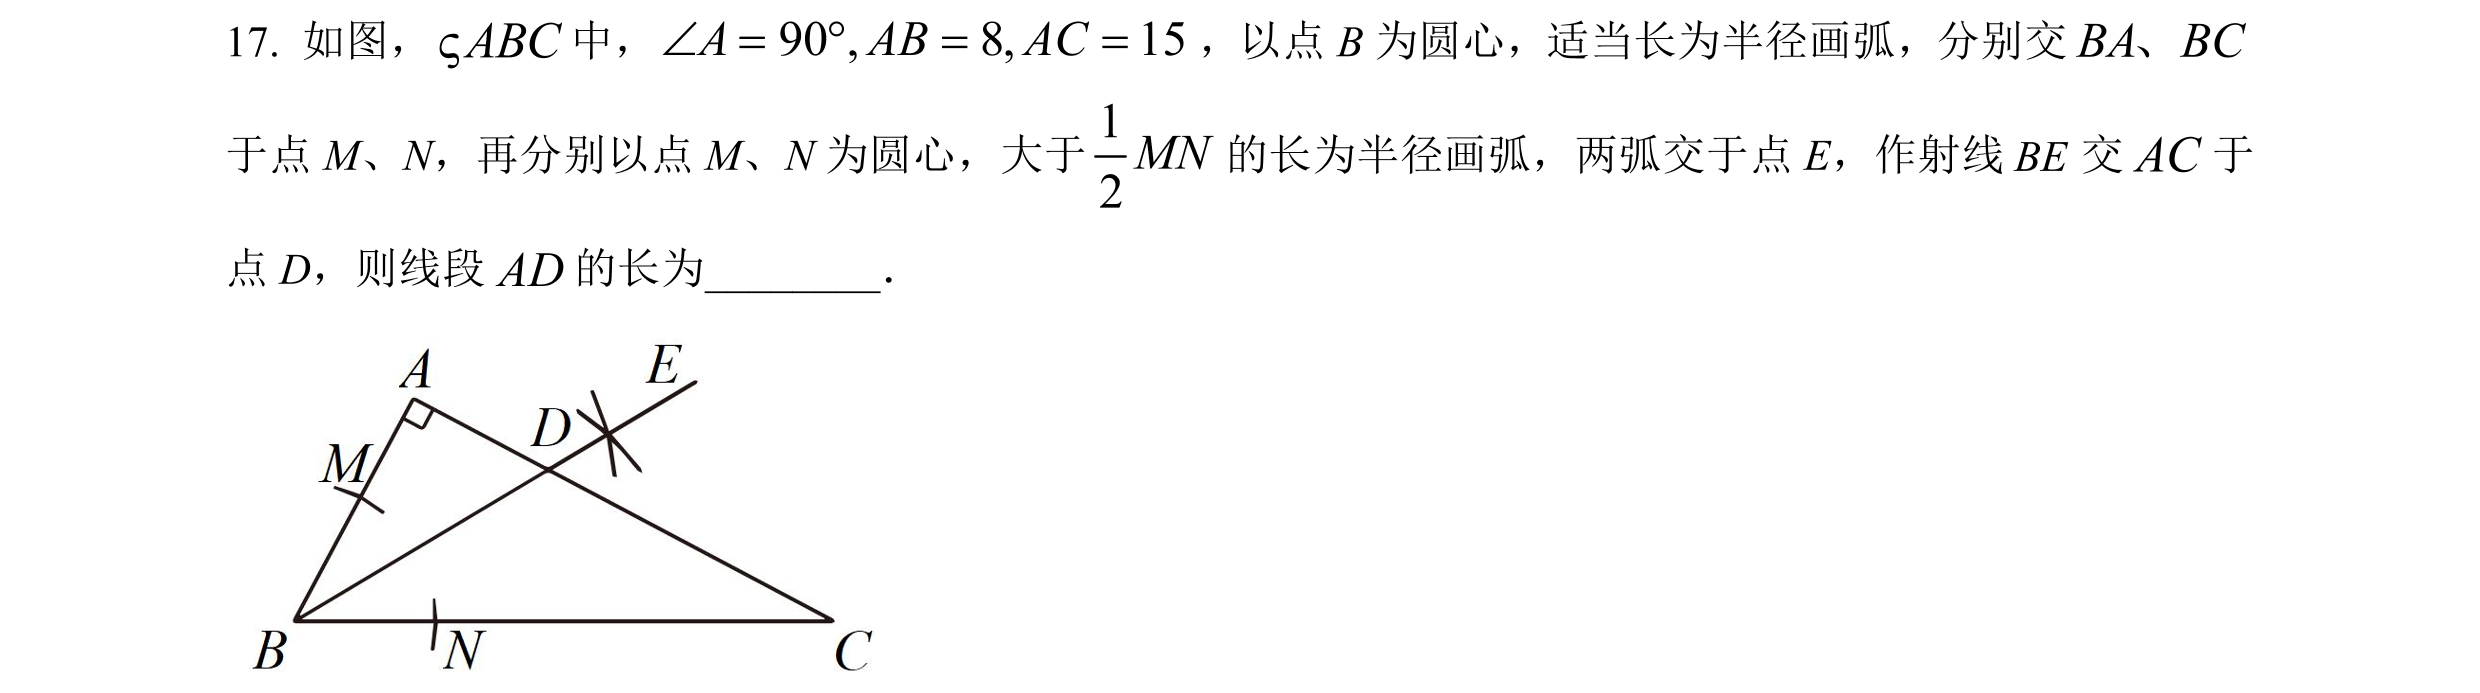 17. 如图，ςABC中，∠A = 90°, AB = 8, AC = 15，以点 B 为圆心，适当长为半径画弧，分别交 BA、BC
于点 M、N，再分别以点 M、N 为圆心，大于 1/2 MN 的长为半径画弧，两弧交于点 E，作射线 BE 交 AC 于
点 D，则线段 AD 的长为________．
A
E
D
M
B
N
C